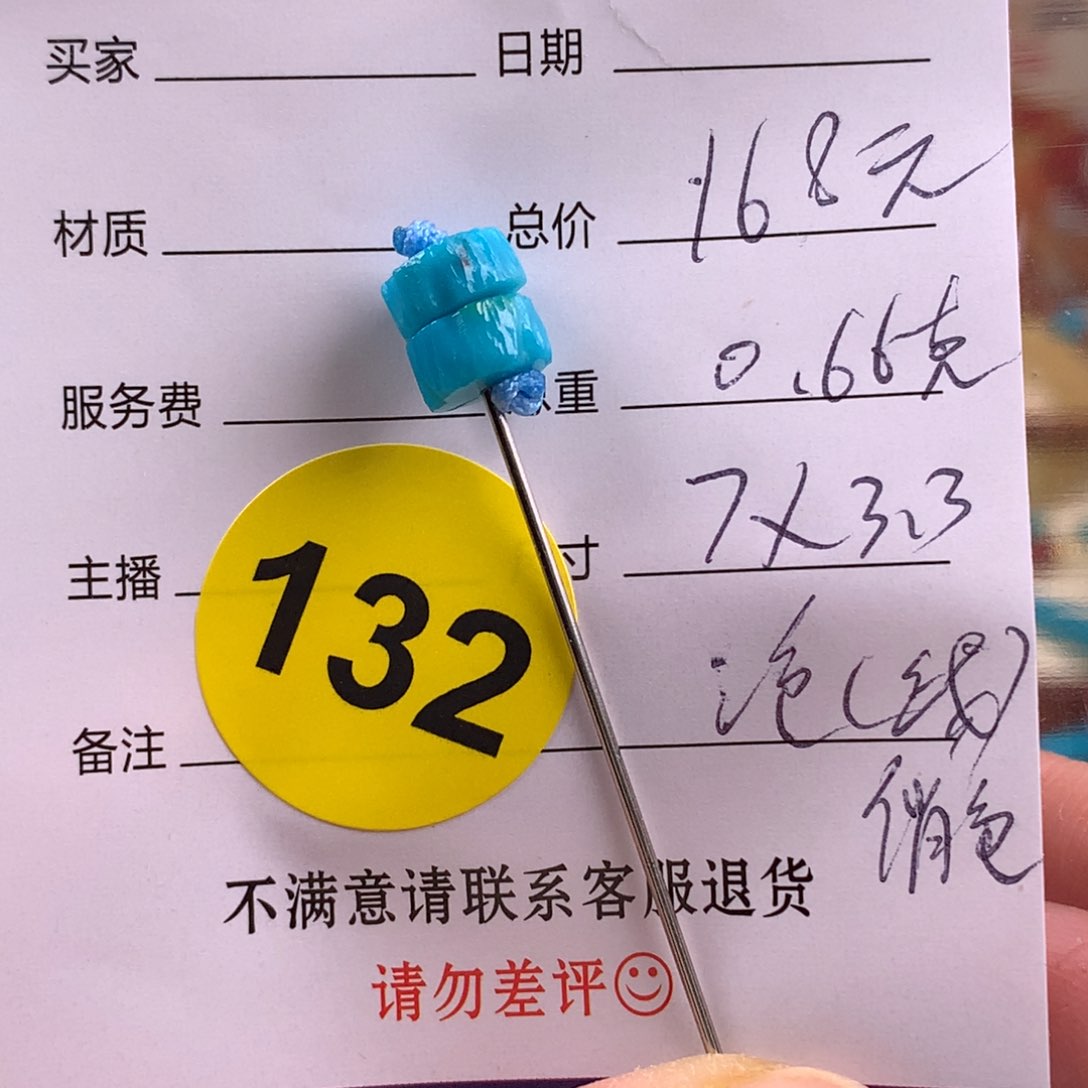 买家 日期
材质 总价 168元
服务费 重 0.66克
主播 寸 7X3.3
备注
132
俏色
不满意请联系客服退货
请勿差评